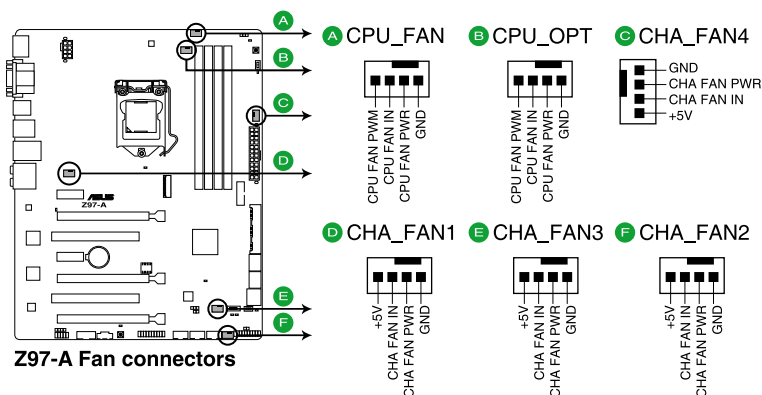 A
B
C
D
E
F
ASUS
Z97-A
Z97-A Fan connectors
A CPU_FAN
CPU FAN PWM
CPU FAN IN
CPU FAN PWR
GND
B CPU_OPT
CPU FAN PWM
CPU FAN IN
CPU FAN PWR
GND
C CHA_FAN4
GND
CHA FAN PWR
CHA FAN IN
+5V
D CHA_FAN1
+5V
CHA FAN IN
CHA FAN PWR
GND
E CHA_FAN3
+5V
CHA FAN IN
CHA FAN PWR
GND
F CHA_FAN2
+5V
CHA FAN IN
CHA FAN PWR
GND